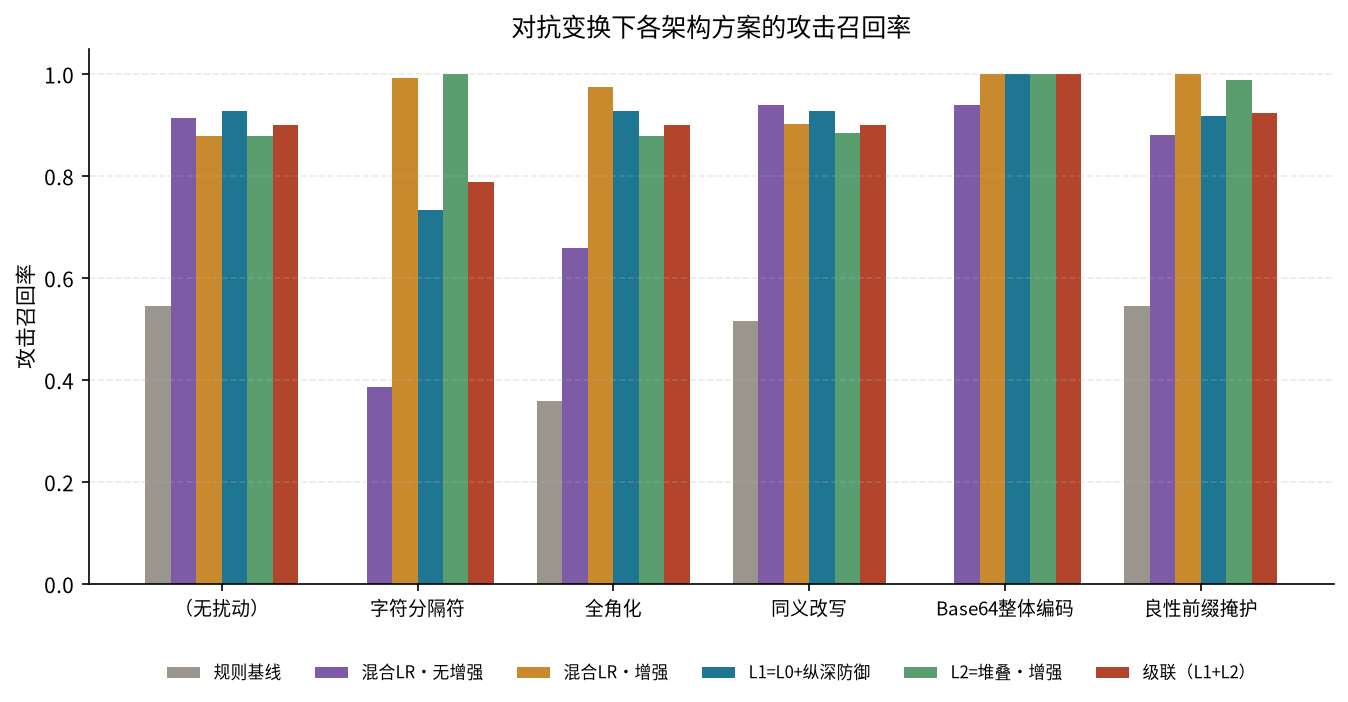 对抗变换下各架构方案的攻击召回率
攻击召回率
1.0
0.8
0.6
0.4
0.2
0.0
（无扰动）
字符分隔符
全角化
同义改写
Base64整体编码
良性前缀掩护
规则基线
混合LR·无增强
混合LR·增强
L1=L0+纵深防御
L2=堆叠·增强
级联（L1+L2）